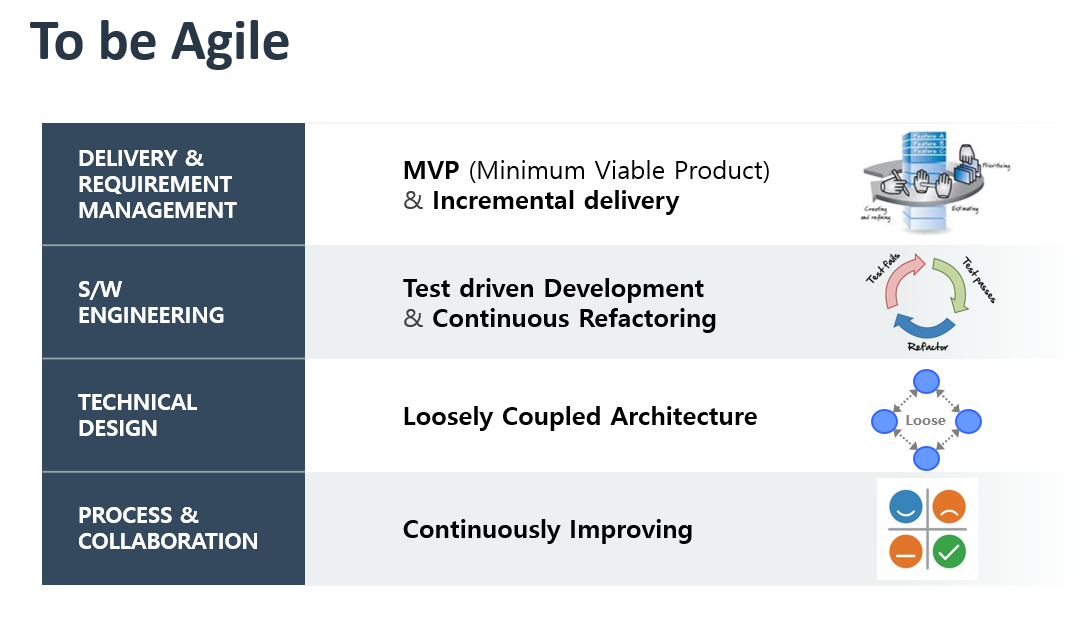 To be Agile
DELIVERY &
REQUIREMENT
MANAGEMENT
MVP (Minimum Viable Product)
& Incremental delivery
Feature A
Feature B
Feature C
Prioritising
Creating
and refining
Estimating
S/W
ENGINEERING
Test driven Development
& Continuous Refactoring
Test fails
Test passes
Refactor
TECHNICAL
DESIGN
Loosely Coupled Architecture
Loose
PROCESS &
COLLABORATION
Continuously Improving